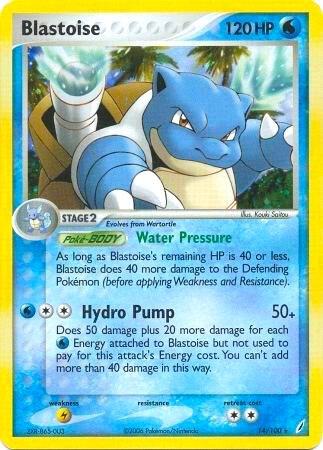 Blastoise 120 HP
Illus. Kouki Saitou
STAGE 2 Evolves from Wartortle
Poké-BODY Water Pressure
As long as Blastoise's remaining HP is 40 or less,
Blastoise does 40 more damage to the Defending
Pokémon (before applying Weakness and Resistance).
Hydro Pump 50+
Does 50 damage plus 20 more damage for each
Energy attached to Blastoise but not used to
pay for this attack's Energy cost. You can't add
more than 40 damage in this way.
weakness resistance retreat cost
©2006 Pokémon/Nintendo 14/100